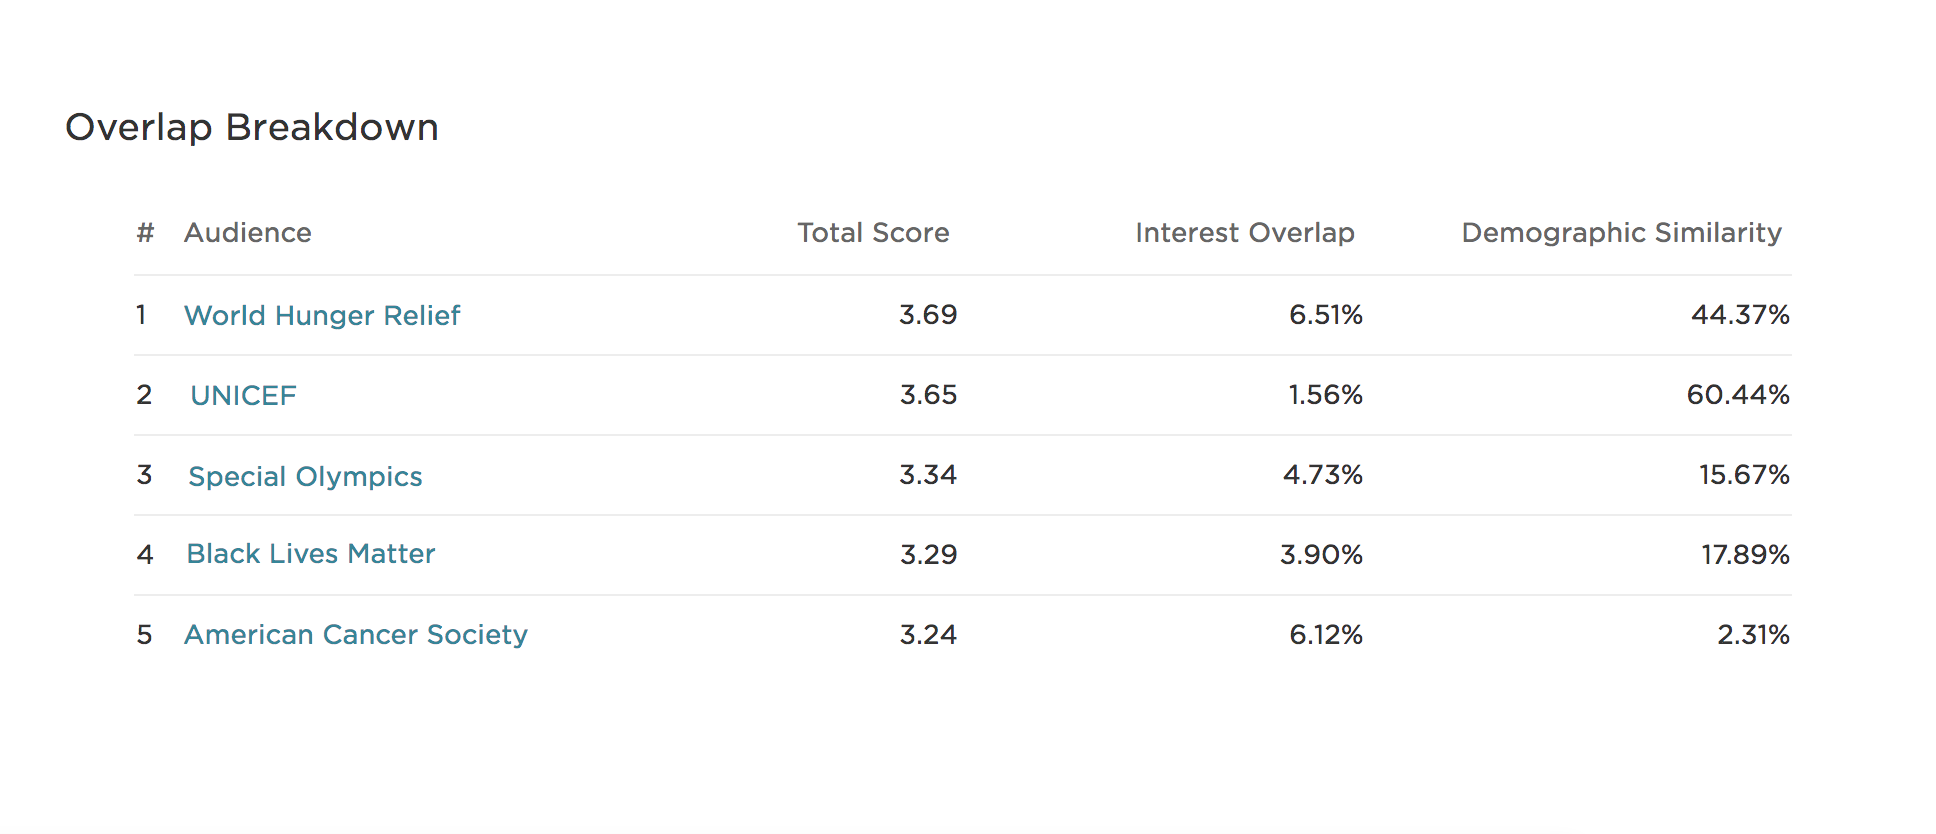 Overlap Breakdown
# Audience Total Score Interest Overlap Demographic Similarity
1 World Hunger Relief 3.69 6.51% 44.37%
2 UNICEF 3.65 1.56% 60.44%
3 Special Olympics 3.34 4.73% 15.67%
4 Black Lives Matter 3.29 3.90% 17.89%
5 American Cancer Society 3.24 6.12% 2.31%